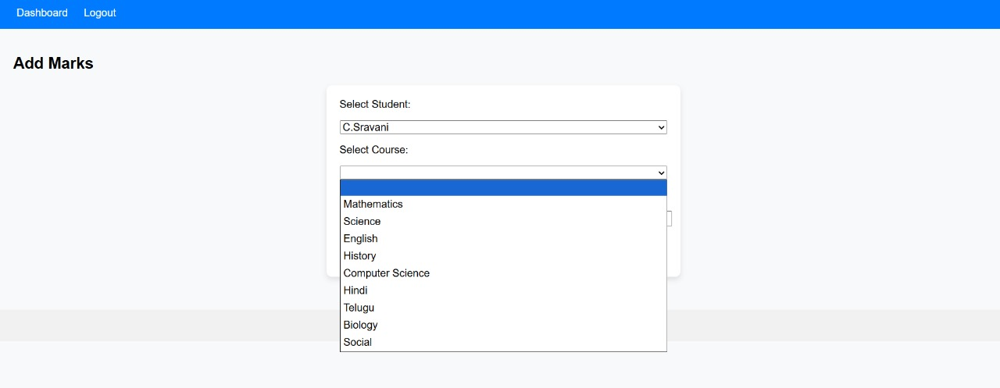 Dashboard Logout
Add Marks
Select Student:
C.Sravani
Select Course:
Mathematics
Science
English
History
Computer Science
Hindi
Telugu
Biology
Social